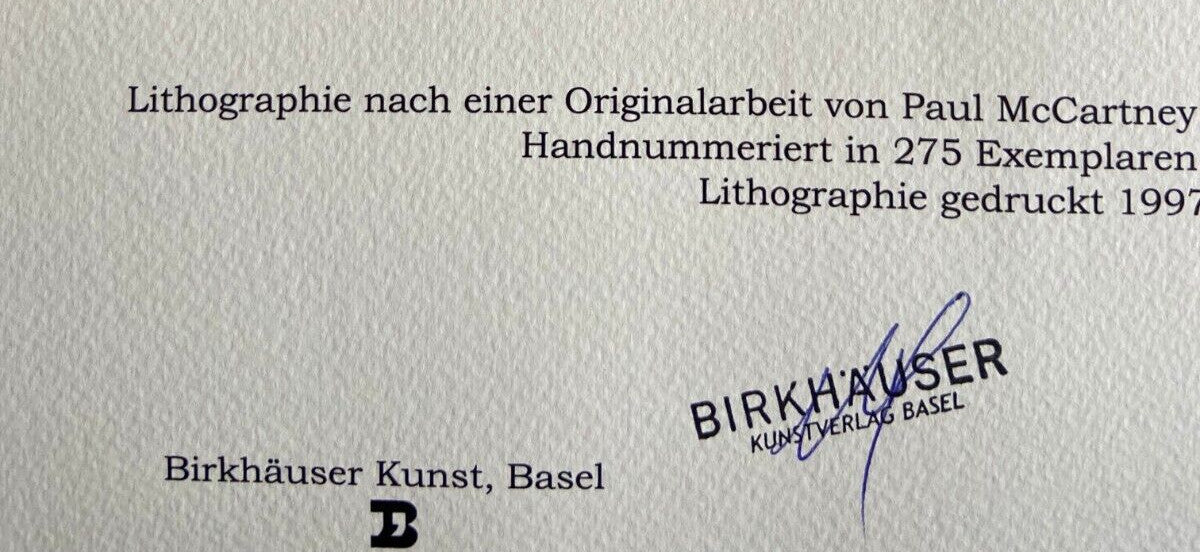 Lithographie nach einer Originalarbeit von Paul McCartney
Handnummeriert in 275 Exemplaren
Lithographie gedruckt 1997
BIRKHÄUSER
KUNSTVERLAG BASEL
Birkhäuser Kunst, Basel
B